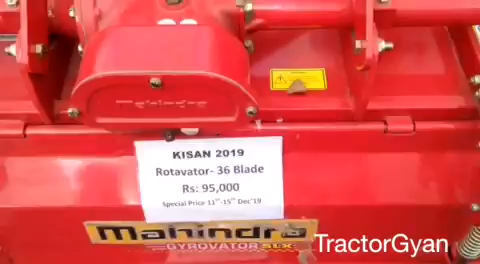 mahindra
KISAN 2019
Rotavator- 36 Blade
Rs: 95,000
Special Price 11th-15th Dec'19
Mahindra
GYROVATOR SLX
TractorGyan